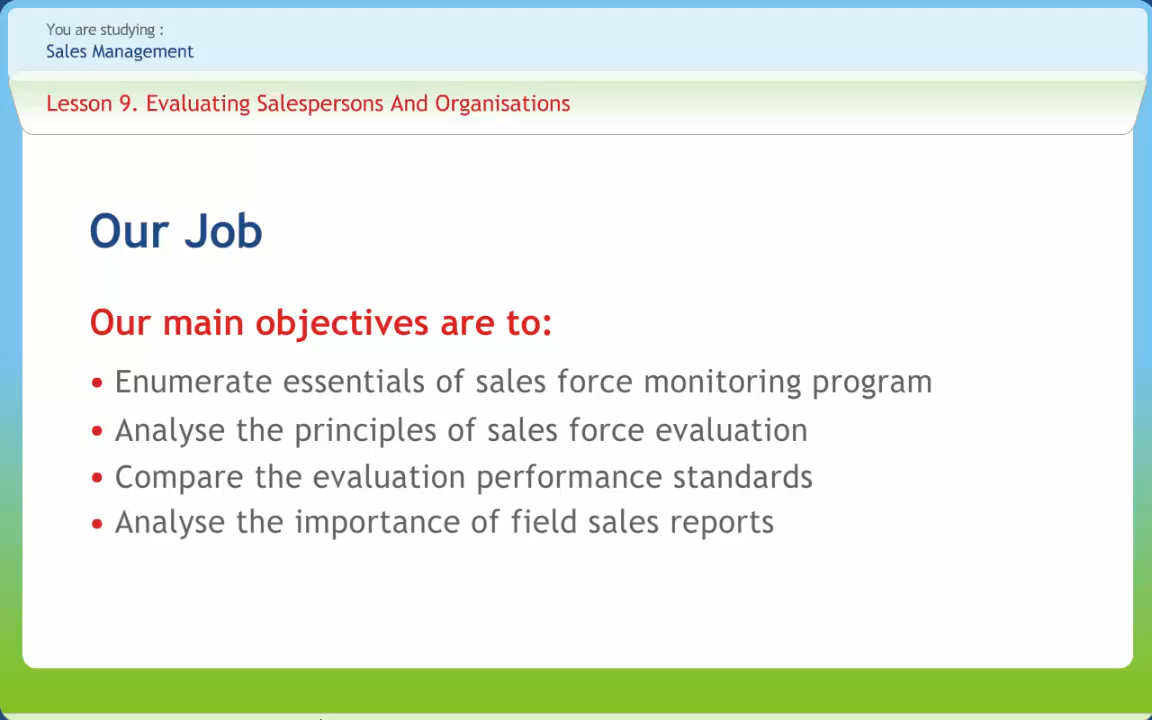 You are studying :
Sales Management
Lesson 9. Evaluating Salespersons And Organisations
Our Job
Our main objectives are to:
• Enumerate essentials of sales force monitoring program
• Analyse the principles of sales force evaluation
• Compare the evaluation performance standards
• Analyse the importance of field sales reports